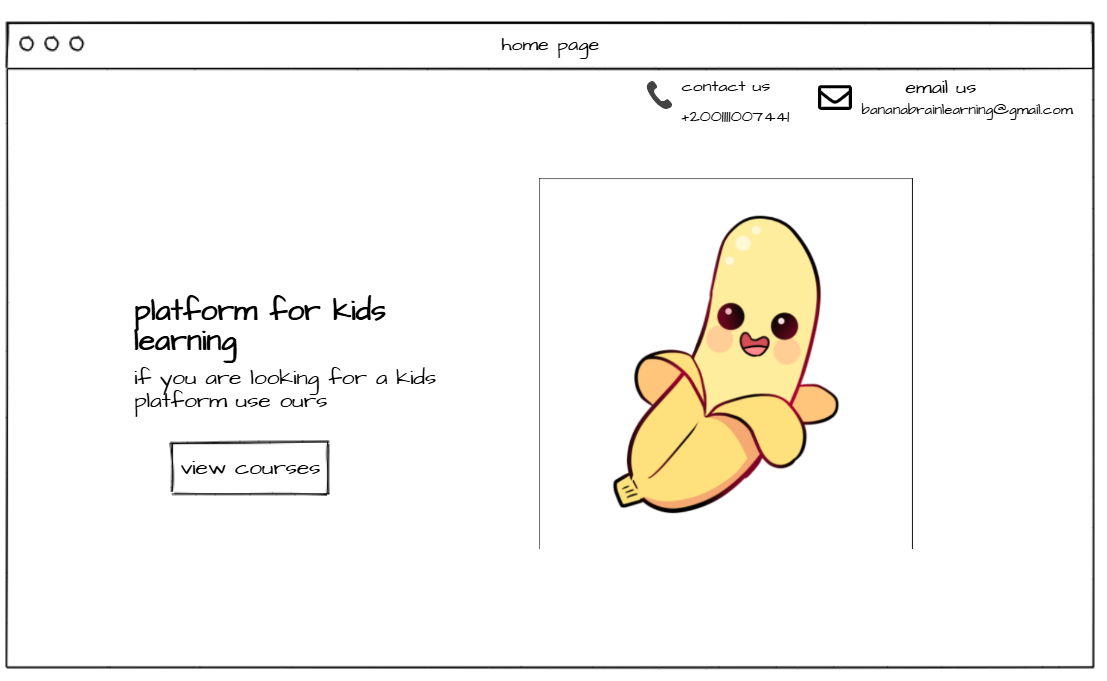 home page
contact us
+2001111007441
email us
bananabrainlearning@gmail.com
platform for kids
learning
if you are looking for a kids
platform use ours
view courses